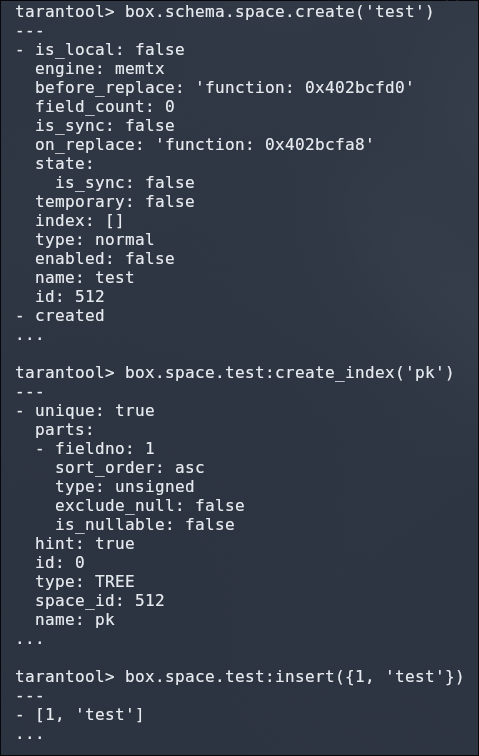 tarantool> box.schema.space.create('test')
---
- is_local: false
  engine: memtx
  before_replace: 'function: 0x402bcfd0'
  field_count: 0
  is_sync: false
  on_replace: 'function: 0x402bcfa8'
  state:
    is_sync: false
  temporary: false
  index: []
  type: normal
  enabled: false
  name: test
  id: 512
- created
...

tarantool> box.space.test:create_index('pk')
---
- unique: true
  parts:
  - fieldno: 1
    sort_order: asc
    type: unsigned
    exclude_null: false
    is_nullable: false
  hint: true
  id: 0
  type: TREE
  space_id: 512
  name: pk
...

tarantool> box.space.test:insert({1, 'test'})
---
- [1, 'test']
...